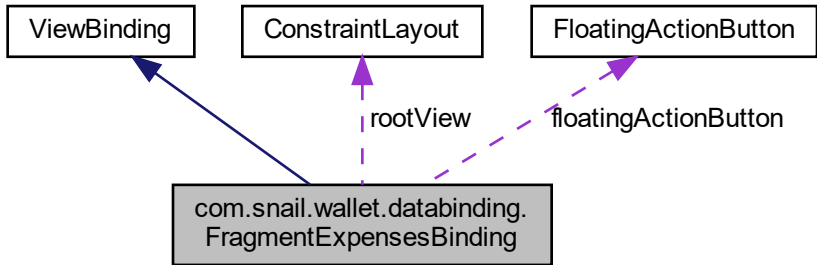 ViewBinding
ConstraintLayout
FloatingActionButton
rootView
floatingActionButton
com.snail.wallet.databinding.
FragmentExpensesBinding